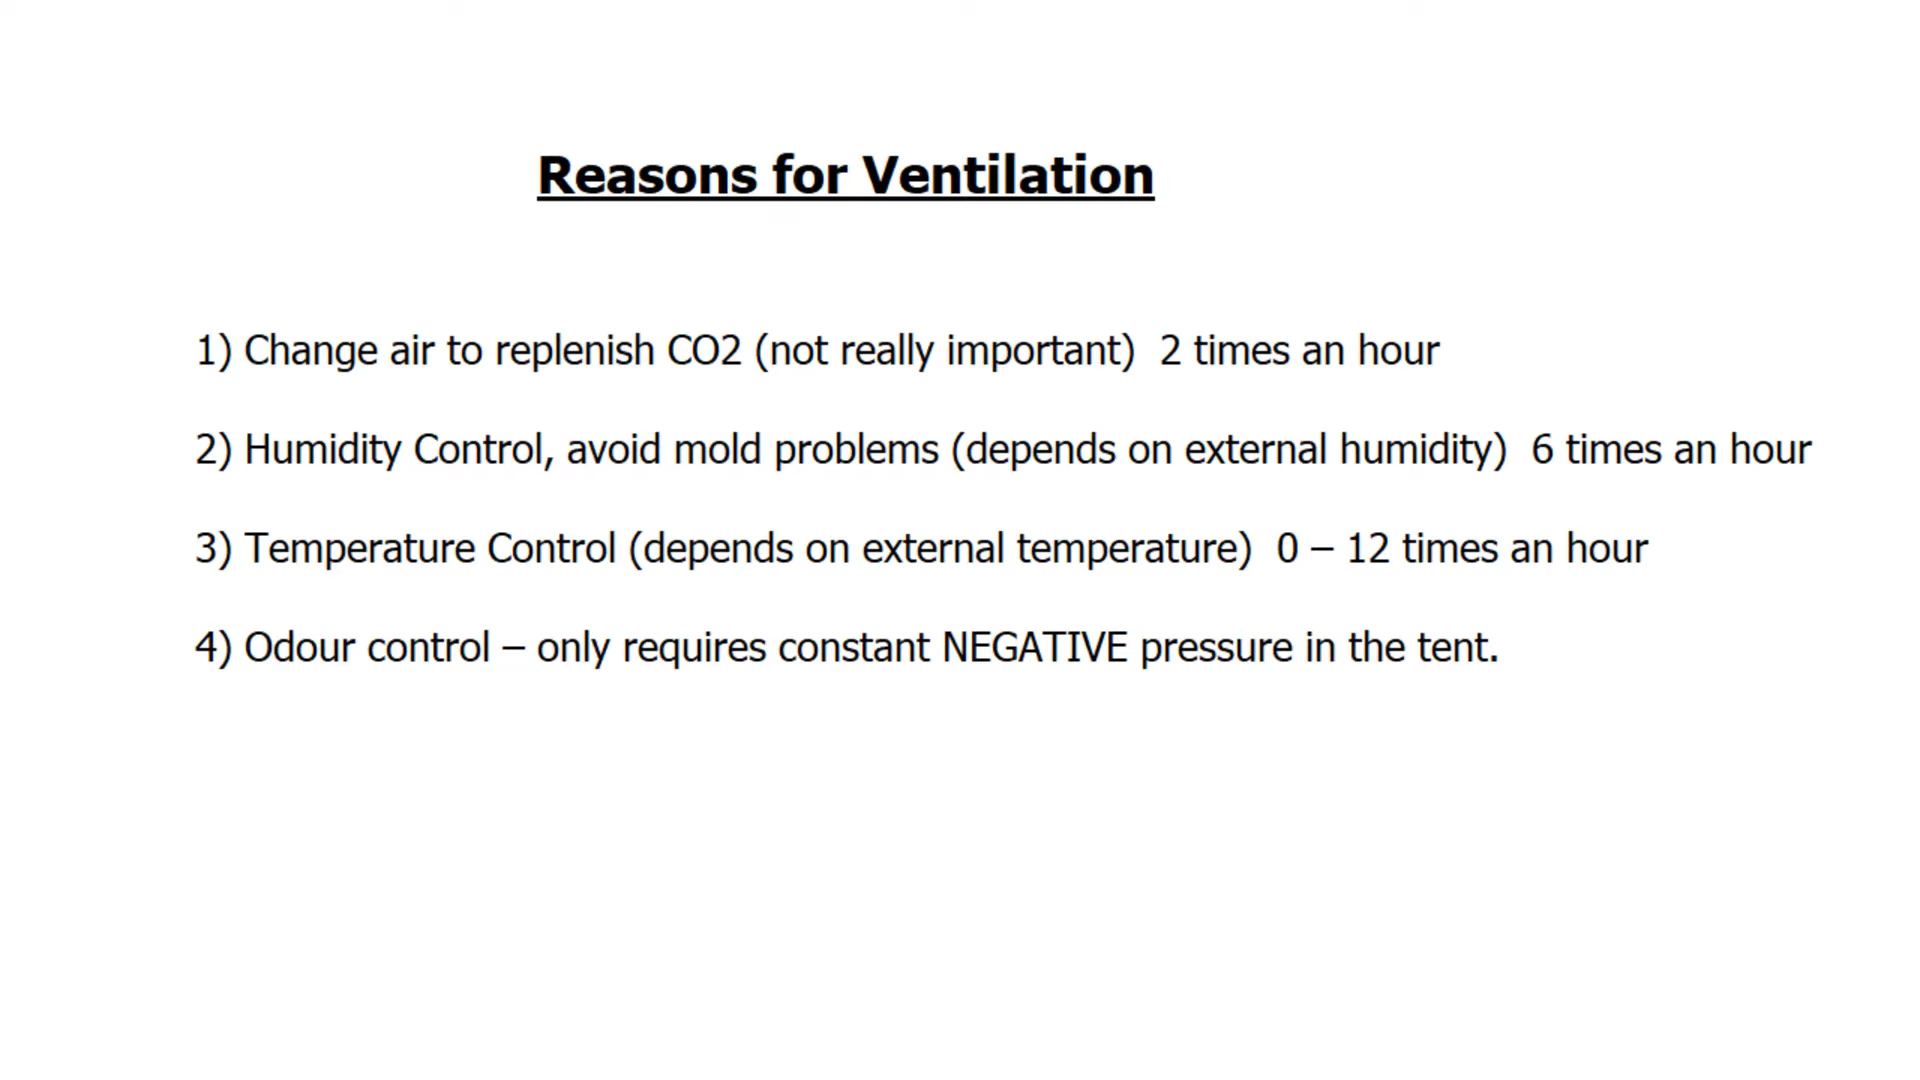 Reasons for Ventilation
1) Change air to replenish CO2 (not really important)  2 times an hour
2) Humidity Control, avoid mold problems (depends on external humidity)  6 times an hour
3) Temperature Control (depends on external temperature)  0 – 12 times an hour
4) Odour control – only requires constant NEGATIVE pressure in the tent.